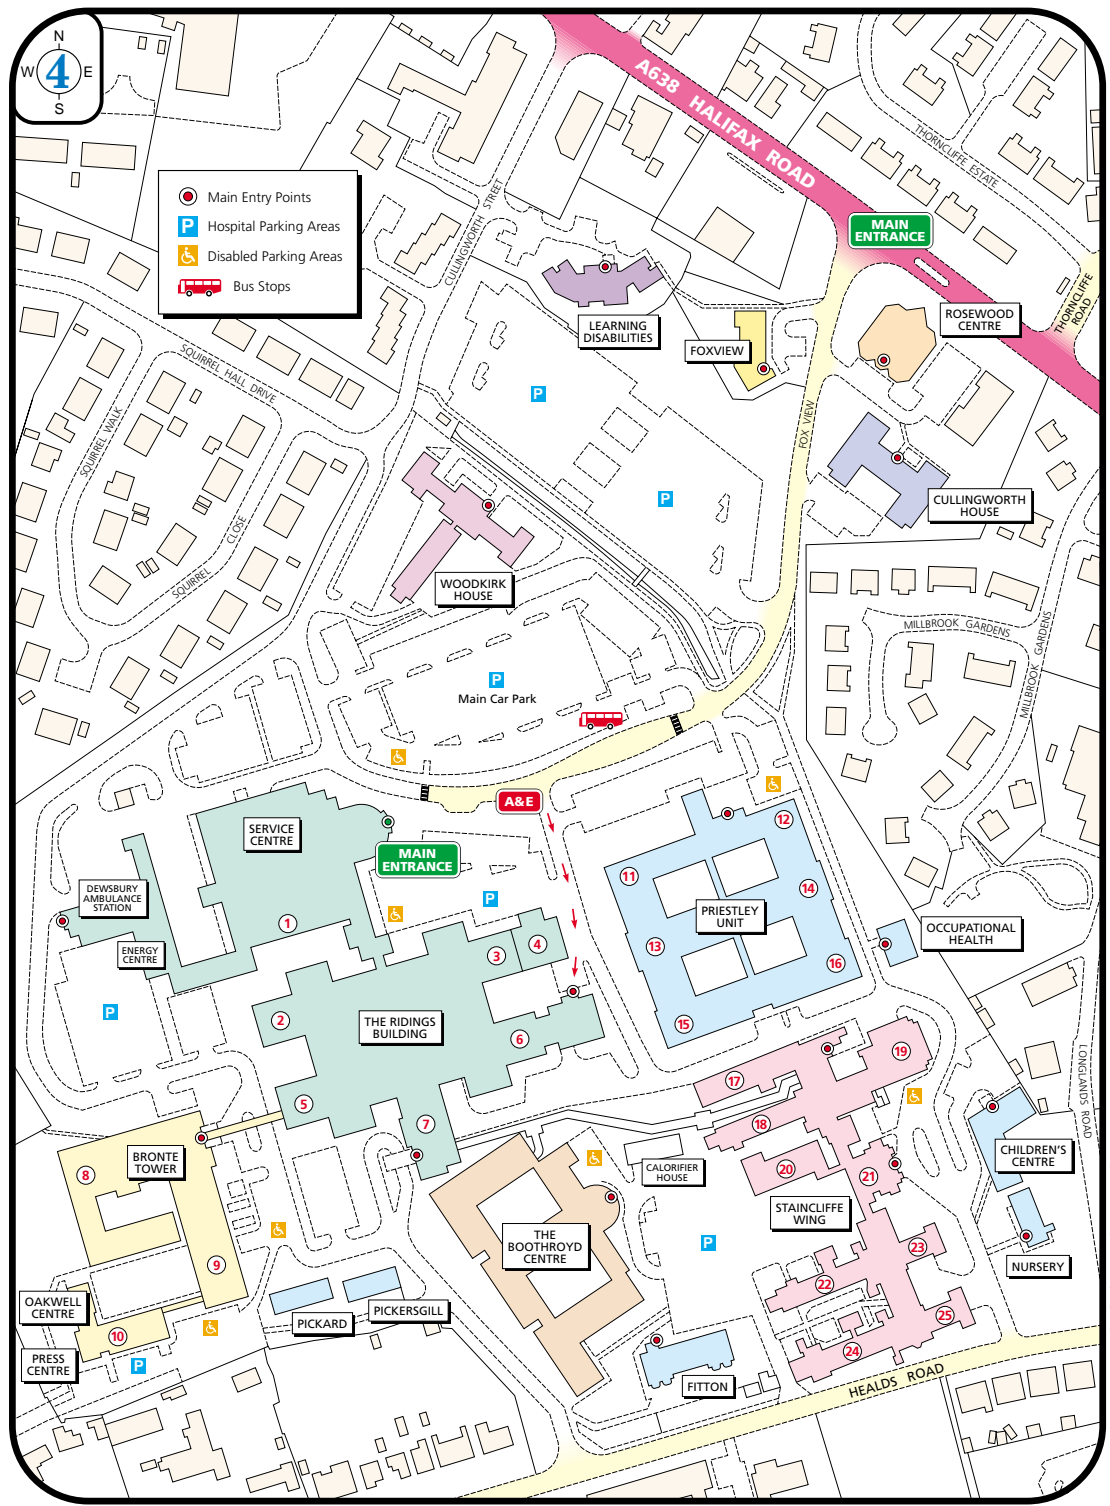 N
W 4 E
S
A638 HALIFAX ROAD
THORNCLIFFE ESTATE
Main Entry Points
P Hospital Parking Areas
Disabled Parking Areas
Bus Stops
CULLINGWORTH STREET
MAIN
ENTRANCE
THORNCLIFFE
ROAD
LEARNING
DISABILITIES
FOXVIEW
ROSEWOOD
CENTRE
SQUIRREL HALL DRIVE
SQUIRREL WALK
P
FOX VIEW
P
CULLINGWORTH
HOUSE
SQUIRREL
CLOSE
WOODKIRK
HOUSE
MILLBROOK GARDENS
MILLBROOK GARDENS
P
Main Car Park
A&E
SERVICE
CENTRE
MAIN
ENTRANCE
12
11
14
DEWSBURY
AMBULANCE
STATION
P
PRIESTLEY
UNIT
1
ENERGY
CENTRE
3
4
13
16
OCCUPATIONAL
HEALTH
P
2
THE RIDINGS
BUILDING
6
15
19
17
LONGLANDS ROAD
5
7
18
BRONTE
TOWER
8
CALORIFIER
HOUSE
20
21
CHILDREN'S
CENTRE
STAINCLIFFE
WING
THE
BOOTHROYD
CENTRE
P
23
9
22
NURSERY
OAKWELL
CENTRE
PICKARD
PICKERSGILL
25
10
PRESS
CENTRE
P
24
FITTON
HEALDS ROAD